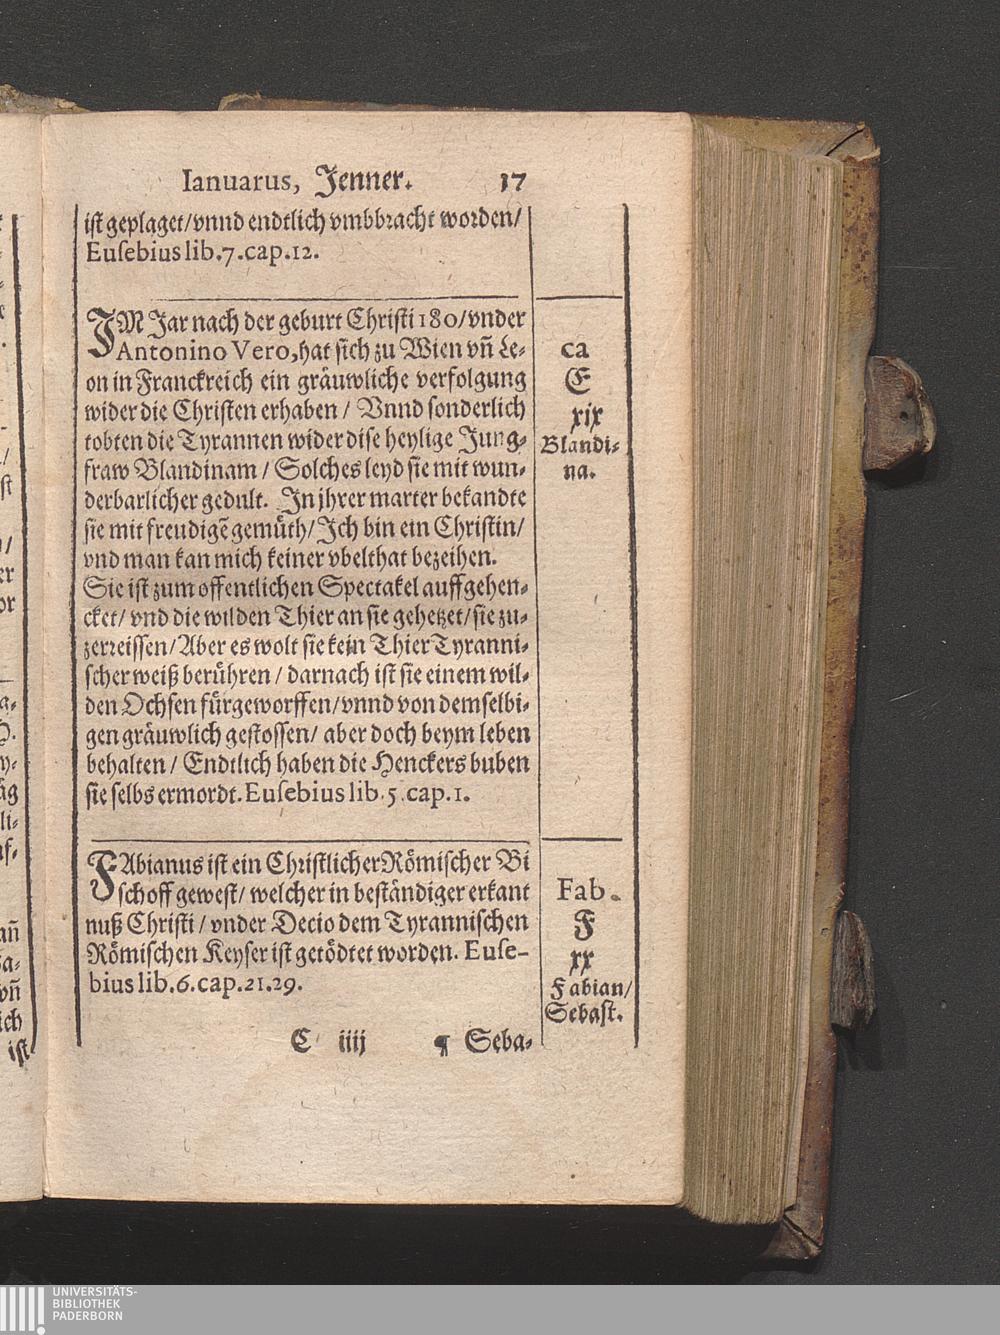 Ianuarus, Jenner. 17
ist geplaget/vnnd endtlich vmbbracht worden/
Eusebius lib.7.cap.12.
JM Jar nach der geburt Christi 180/vnder
Antonino Vero, hat sich zu Wien vñ Le-
on in Franckreich ein gräuwliche verfolgung
wider die Christen erhaben / Vnnd sonderlich
tobten die Tyrannen wider dise heylige Jung-
fraw Blandinam / Solches leyd sie mit wun-
derbarlicher gedult. In jhrer marter bekandte
sie mit freudigē gemüth/Ich bin ein Christin/
vnd man kan mich keiner vbelthat bezeihen.
Sie ist zum offentlichen Spectakel auffgehen-
cket/ vnd die wilden Thier an sie gehetzet/sie zu-
zerreissen/Aber es wolt sie kein Thier Tyranni-
scher weiß berühren / darnach ist sie einem wil-
den Ochsen fürgeworffen/vnnd von demselbi-
gen gräuwlich gestossen/ aber doch beym leben
behalten / Endtlich haben die Henckers buben
sie selbs ermordt. Eusebius lib.5.cap.1.
ca
E
xix
Blandi-
na.
FAbianus ist ein Christlicher Römischer Bi
schoff gewest/ welcher in beständiger erkant
nuß Christi / vnder Decio dem Tyrannischen
Römischen Keyser ist getödtet worden. Euse-
bius lib.6.cap.21.29.
Fab.
F
xx
Fabian/
Sebast.
C iiij ¶ Seba-
UNIVERSITÄTS-
BIBLIOTHEK
PADERBORN